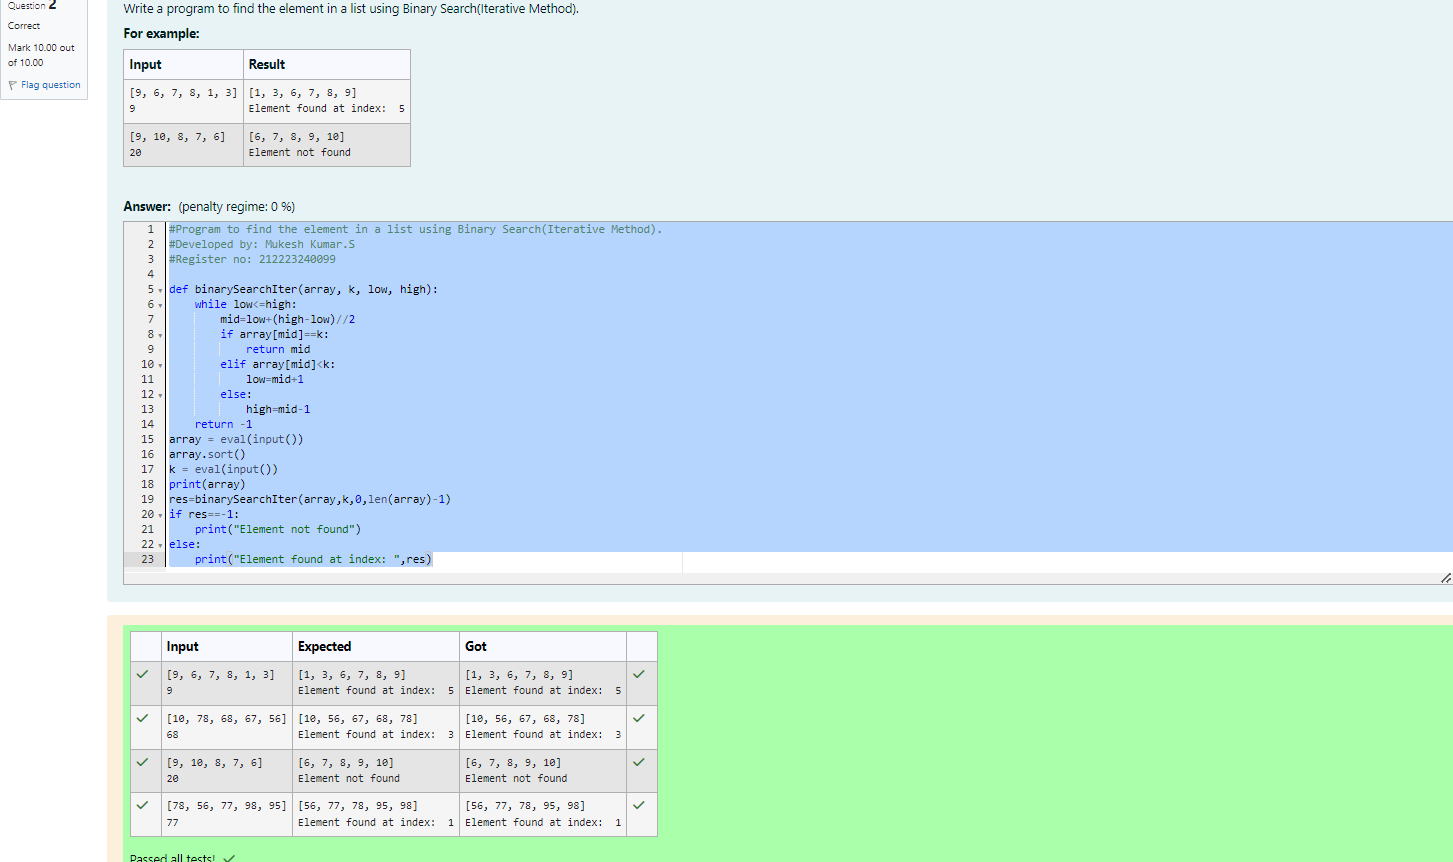 Question 2
Correct
Mark 10.00 out
of 10.00
Flag question
Write a program to find the element in a list using Binary Search(Iterative Method).
For example:
Input Result
[9, 6, 7, 8, 1, 3] [1, 3, 6, 7, 8, 9]
9 Element found at index:  5
[9, 10, 8, 7, 6] [6, 7, 8, 9, 10]
20 Element not found
Answer: (penalty regime: 0 %)
1 #Program to find the element in a list using Binary Search(Iterative Method).
2 #Developed by: Mukesh Kumar.S
3 #Register no: 212223240099
4
5 def binarySearchIter(array, k, low, high):
6     while low<=high:
7         mid=low+(high-low)//2
8         if array[mid]==k:
9             return mid
10         elif array[mid]<k:
11             low=mid+1
12         else:
13             high=mid-1
14     return -1
15 array = eval(input())
16 array.sort()
17 k = eval(input())
18 print(array)
19 res=binarySearchIter(array,k,0,len(array)-1)
20 if res==-1:
21     print("Element not found")
22 else:
23     print("Element found at index: ",res)
Input Expected Got
[9, 6, 7, 8, 1, 3] [1, 3, 6, 7, 8, 9] [1, 3, 6, 7, 8, 9]
9 Element found at index:  5 Element found at index:  5
[10, 78, 68, 67, 56] [10, 56, 67, 68, 78] [10, 56, 67, 68, 78]
68 Element found at index:  3 Element found at index:  3
[9, 10, 8, 7, 6] [6, 7, 8, 9, 10] [6, 7, 8, 9, 10]
20 Element not found Element not found
[78, 56, 77, 98, 95] [56, 77, 78, 95, 98] [56, 77, 78, 95, 98]
77 Element found at index:  1 Element found at index:  1
Passed all tests!